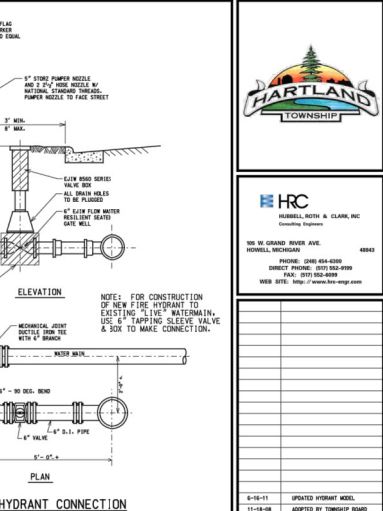 FLAG
RKER
D EQUAL
5" STORZ PUMPER NOZZLE
AND 2 2½" HOSE NOZZLE W/
NATIONAL STANDARD THREADS.
PUMPER NOZZLE TO FACE STREET
3' MIN.
8' MAX.
EJIW 8560 SERIES
VALVE BOX
ALL DRAIN HOLES
TO BE PLUGGED
6" EJIW FLOW MASTER
RESILIENT SEATED
GATE WELL
ELEVATION
NOTE: FOR CONSTRUCTION
OF NEW FIRE HYDRANT TO
EXISTING "LIVE" WATERMAIN,
USE 6" TAPPING SLEEVE VALVE
& BOX TO MAKE CONNECTION.
MECHANICAL JOINT
DUCTILE IRON TEE
WITH 6" BRANCH
WATER MAIN
6" - 90 DEG. BEND
6" D.I. PIPE
6" VALVE
5'- 0"±
PLAN
HYDRANT CONNECTION
HARTLAND
TOWNSHIP
HRC
HUBBELL, ROTH & CLARK, INC
Consulting Engineers
105 W. GRAND RIVER AVE.
HOWELL, MICHIGAN 48843
PHONE: (248) 454-6300
DIRECT PHONE: (517) 552-9199
FAX: (517) 552-6099
WEB SITE: http://www.hrc-engr.com
6-16-11 UPDATED HYDRANT MODEL
11-18-08 ADOPTED BY TOWNSHIP BOARD